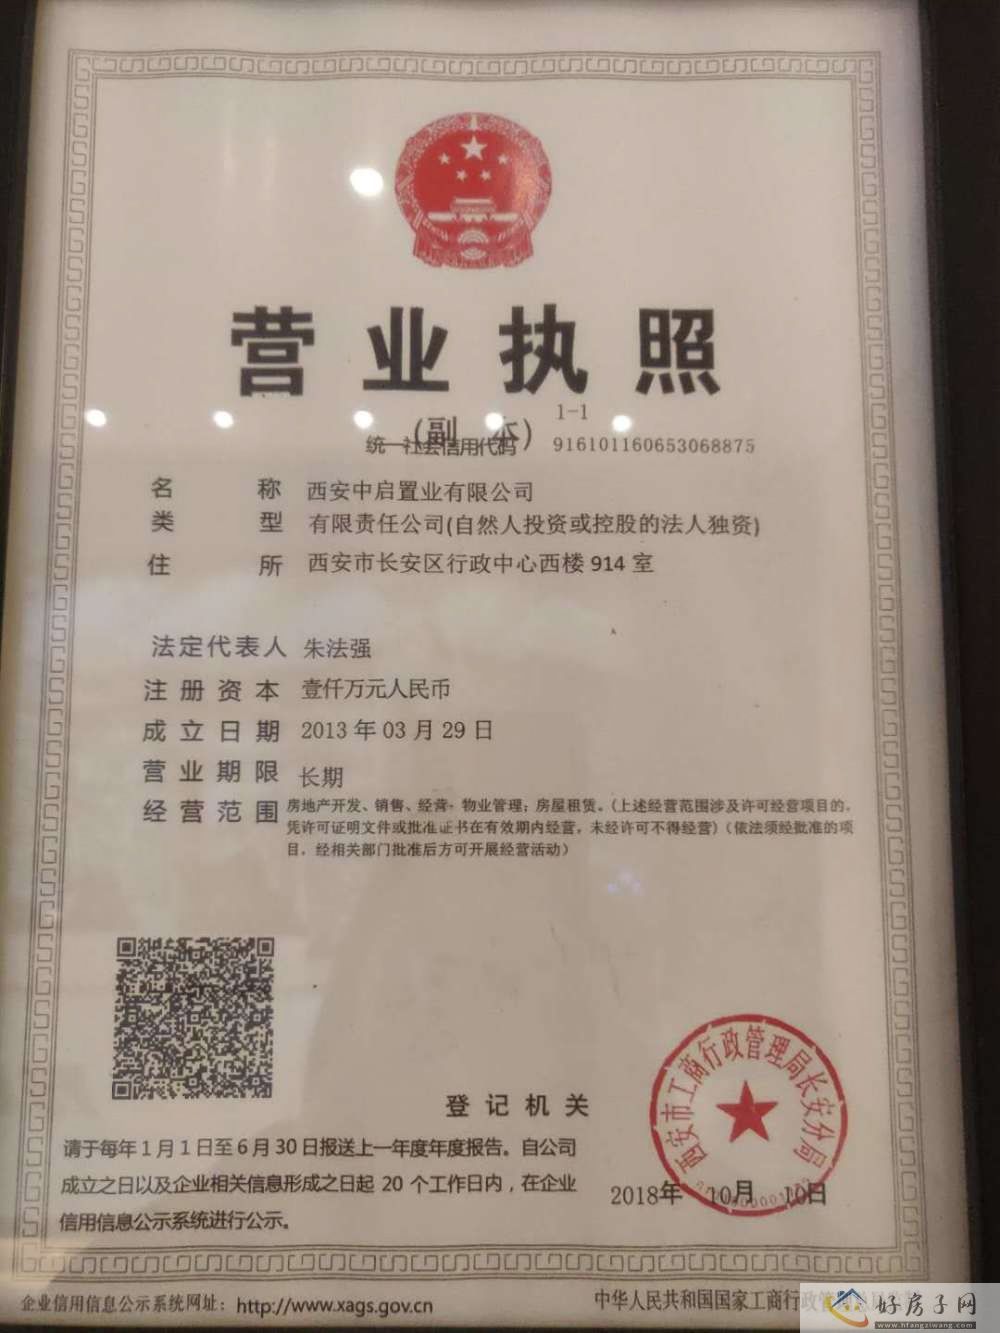 营业执照
(副 本) 1-1
统一社会信用代码 916101160653068875
名 称 西安中启置业有限公司
类 型 有限责任公司(自然人投资或控股的法人独资)
住 所 西安市长安区行政中心西楼 914 室
法定代表人 朱法强
注册资本 壹仟万元人民币
成立日期 2013 年 03 月 29 日
营业期限 长期
经营范围 房地产开发、销售、经营；物业管理；房屋租赁。(上述经营范围涉及许可经营项目的，
凭许可证明文件或批准证书在有效期内经营，未经许可不得经营)(依法须经批准的项
目，经相关部门批准后方可开展经营活动)
登记机关
西安市工商行政管理局长安分局
请于每年1月1日至6月30日报送上一年度年度报告。自公司
成立之日以及企业相关信息形成之日起 20 个工作日内，在企业
信用信息公示系统进行公示。
2018年 10月 10日
企业信用信息公示系统网址：http://www.xags.gov.cn
中华人民共和国国家工商行政管理总局
好房子网
www.hfangziwang.com